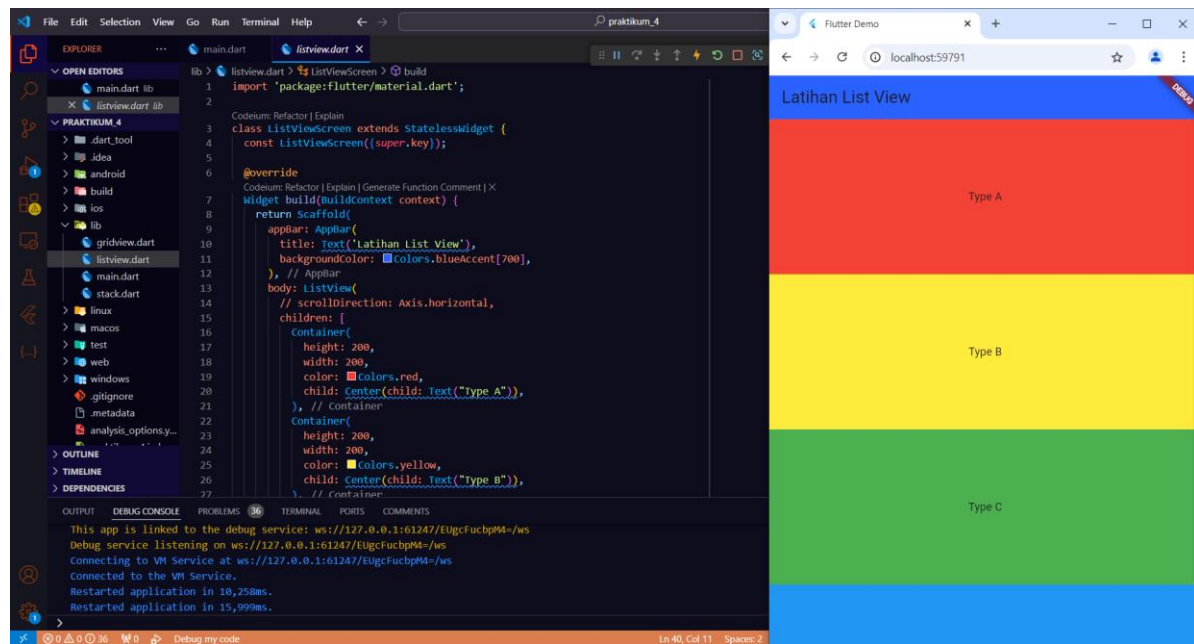 File Edit Selection View Go Run Terminal Help
praktikum_4
EXPLORER
OPEN EDITORS
main.dart lib
listview.dart lib
PRAKTIKUM_4
.dart_tool
.idea
android
build
ios
lib
gridview.dart
listview.dart
main.dart
stack.dart
linux
macos
test
web
windows
.gitignore
.metadata
analysis_options.y...
OUTLINE
TIMELINE
DEPENDENCIES
main.dart
listview.dart
lib > listview.dart > ListViewScreen > build
1 import 'package:flutter/material.dart';
2
Codeium: Refactor | Explain
3 class ListViewScreen extends StatelessWidget {
4 const ListViewScreen({super.key});
5
6 @override
Codeium: Refactor | Explain | Generate Function Comment | X
7 Widget build(BuildContext context) {
8 return Scaffold(
9 appBar: AppBar(
10 title: Text('Latihan List View'),
11 backgroundColor: Colors.blueAccent[700],
12 ), // AppBar
13 body: ListView(
14 // scrollDirection: Axis.horizontal,
15 children: [
16 Container(
17 height: 200,
18 width: 200,
19 color: Colors.red,
20 child: Center(child: Text("Type A")),
21 ), // Container
22 Container(
23 height: 200,
24 width: 200,
25 color: Colors.yellow,
26 child: Center(child: Text("Type B")),
27 ), // Container
OUTPUT DEBUG CONSOLE PROBLEMS 36 TERMINAL PORTS COMMENTS
This app is linked to the debug service: ws://127.0.0.1:61247/EUgcFucbpM4=/ws
Debug service listening on ws://127.0.0.1:61247/EUgcFucbpM4=/ws
Connecting to VM Service at ws://127.0.0.1:61247/EUgcFucbpM4=/ws
Connected to the VM Service.
Restarted application in 10,258ms.
Restarted application in 15,999ms.
0 0 36 0 Debug my code Ln 40, Col 11 Spaces: 2
Flutter Demo
localhost:59791
Latihan List View
DEBUG
Type A
Type B
Type C